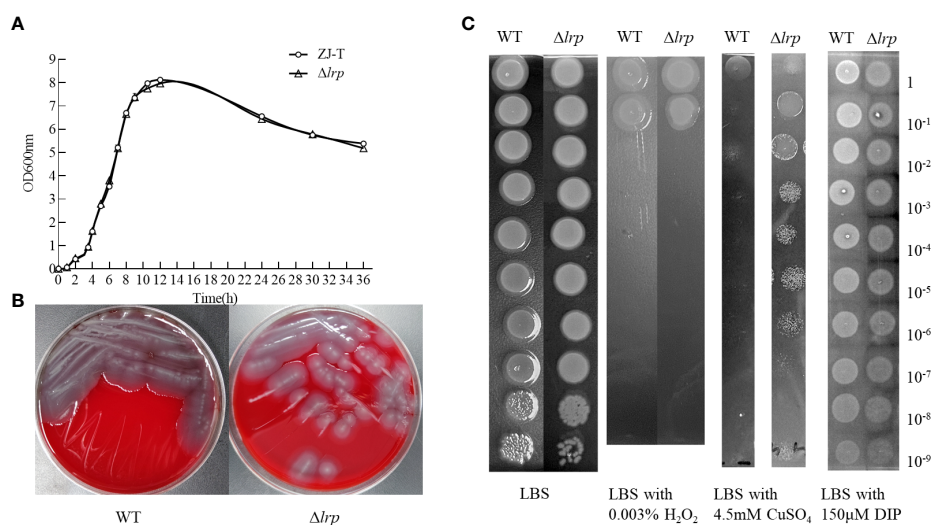 A
ZJ-T
Δlrp
OD600nm
9
8
7
6
5
4
3
2
1
0
0 2 4 6 8 10 12 14 16 18 20 22 24 26 28 30 32 34 36
Time(h)
B
WT
Δlrp
C
WT Δlrp WT Δlrp WT Δlrp WT Δlrp
1
10-1
10-2
10-3
10-4
10-5
10-6
10-7
10-8
10-9
LBS
LBS with
0.003% H2O2
LBS with
4.5mM CuSO4
LBS with
150μM DIP